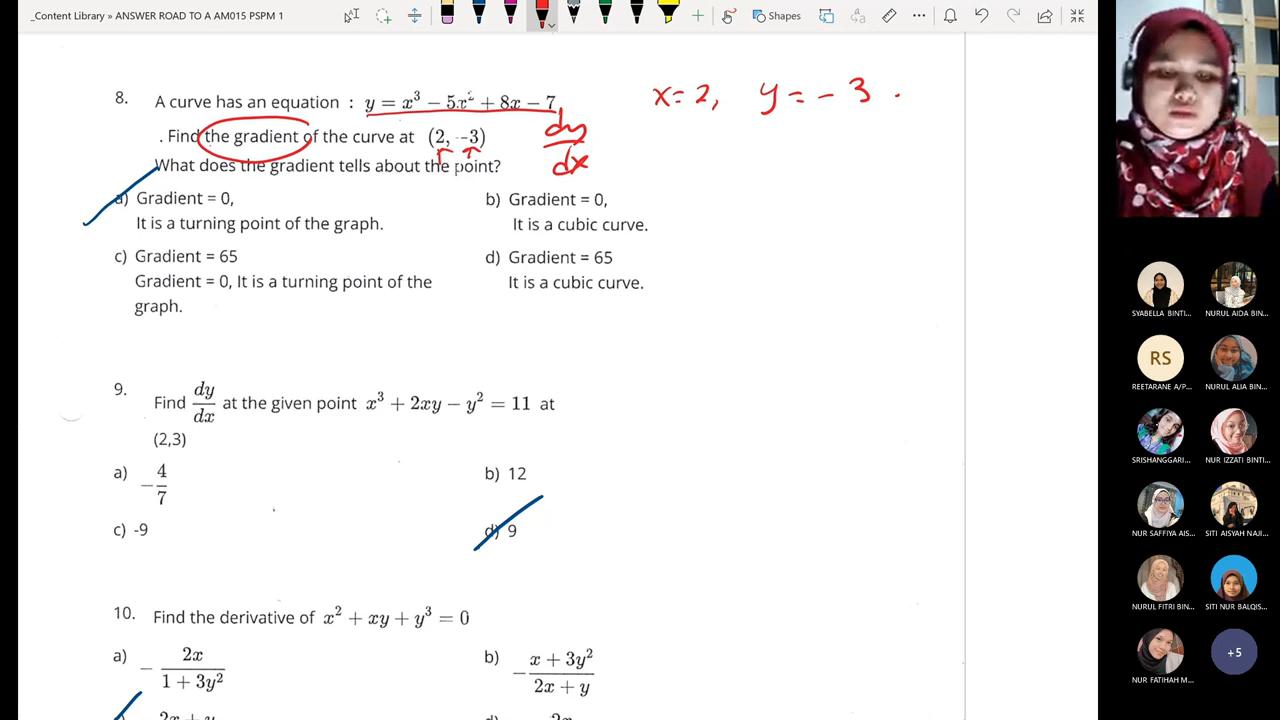 _Content Library » ANSWER ROAD TO A AM015 PSPM 1
Shapes
8. A curve has an equation : y = x³ − 5x² + 8x − 7
x = 2, y = − 3 .
. Find the gradient of the curve at (2, -3)
dy/dx
What does the gradient tells about the point?
a) Gradient = 0,
It is a turning point of the graph.
b) Gradient = 0,
It is a cubic curve.
c) Gradient = 65
Gradient = 0, It is a turning point of the
graph.
d) Gradient = 65
It is a cubic curve.
9. Find dy/dx at the given point x³ + 2xy − y² = 11 at
(2,3)
a) −4/7
b) 12
c) -9
d) 9
10. Find the derivative of x² + xy + y³ = 0
a) − 2x/(1 + 3y²)
b) − (x + 3y²)/(2x + y)
SYABELLA BINTI...
NURUL AIDA BIN...
RS
REETARANE A/P...
NURUL ALIA BIN...
SRISHANGGARI...
NUR IZZATI BINTI...
NUR SAFFIYA AIS...
SITI AISYAH NAJI...
NURUL FITRI BIN...
SITI NUR BALQIS...
NUR FATIHAH M...
+5